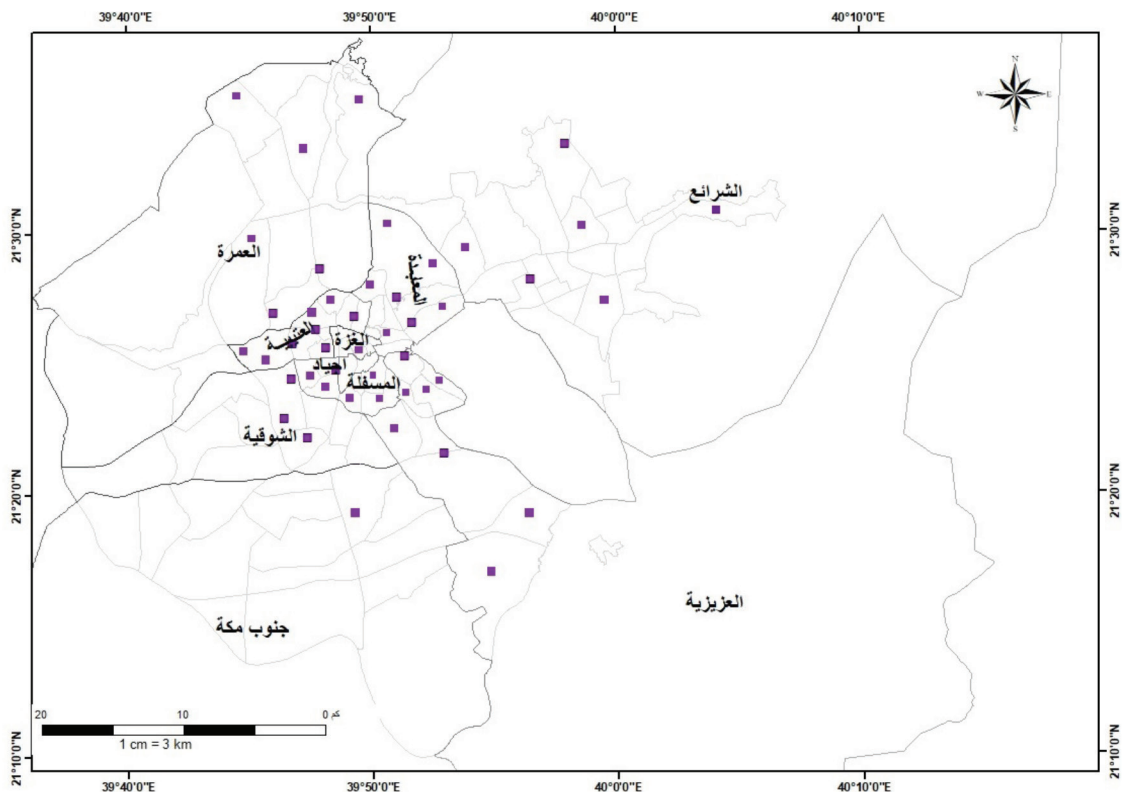 39°40'0"E 39°50'0"E 40°0'0"E 40°10'0"E
N
W E
S
الشرائع
21°30'0"N 21°30'0"N
العمرة
المعابدة
العتيبية
الغزة
اجياد
المسفلة
الشوقية
21°20'0"N 21°20'0"N
العزيزية
جنوب مكة
20 10 0 كم
1 cm = 3 km
21°10'0"N 21°10'0"N
39°40'0"E 39°50'0"E 40°0'0"E 40°10'0"E